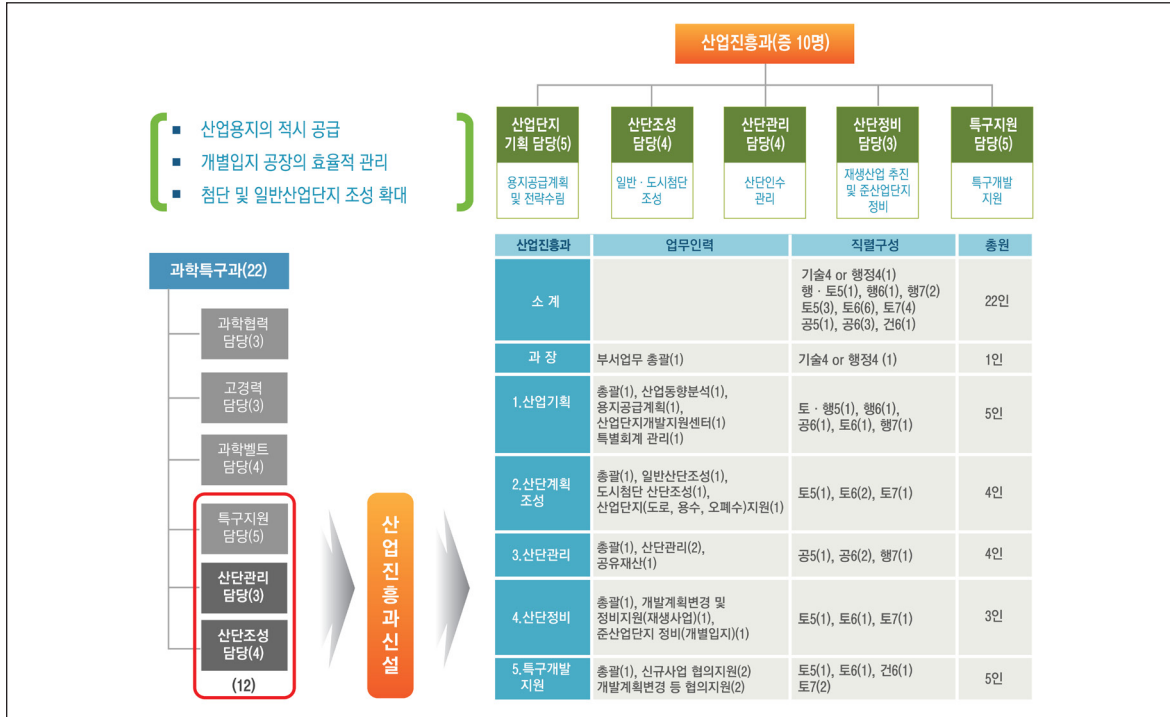 산업진흥과(증 10명)
산업단지
기획 담당(5)
용지공급계획
및 전략수림
산단조성
담당(4)
일반 · 도시첨단
조성
산단관리
담당(4)
산단인수
관리
산단정비
담당(3)
재생산업 추진
및 준산업단지
정비
특구지원
담당(5)
특구개발
지원
■ 산업용지의 적시 공급
■ 개별입지 공장의 효율적 관리
■ 첨단 및 일반산업단지 조성 확대
과학특구과(22)
과학협력
담당(3)
고경력
담당(3)
과학벨트
담당(4)
특구지원
담당(5)
산단관리
담당(3)
산단조성
담당(4)
(12)
산업진흥과신설
산업진흥과 업무인력 직렬구성 총원
소 계
기술4 or 행정4(1)
행 · 토5(1), 행6(1), 행7(2)
토5(3), 토6(6), 토7(4)
공5(1), 공6(3), 건6(1)
22인
과 장 부서업무 총괄(1) 기술4 or 행정4 (1) 1인
1.산업기획
총괄(1), 산업동향분석(1),
용지공급계획(1),
산업단지개발지원센터(1)
특별회계 관리(1)
토 · 행5(1), 행6(1),
공6(1), 토6(1), 행7(1)
5인
2.산단계획
조성
총괄(1), 일반산단조성(1),
도시첨단 산단조성(1),
산업단지(도로, 용수, 오폐수)지원(1)
토5(1), 토6(2), 토7(1)
4인
3.산단관리
총괄(1), 산단관리(2),
공유재산(1)
공5(1), 공6(2), 행7(1)
4인
4.산단정비
총괄(1), 개발계획변경 및
정비지원(재생사업)(1),
준산업단지 정비(개별입지)(1)
토5(1), 토6(1), 토7(1)
3인
5.특구개발
지원
총괄(1), 신규사업 협의지원(2)
개발계획변경 등 협의지원(2)
토5(1), 토6(1), 건6(1)
토7(2)
5인